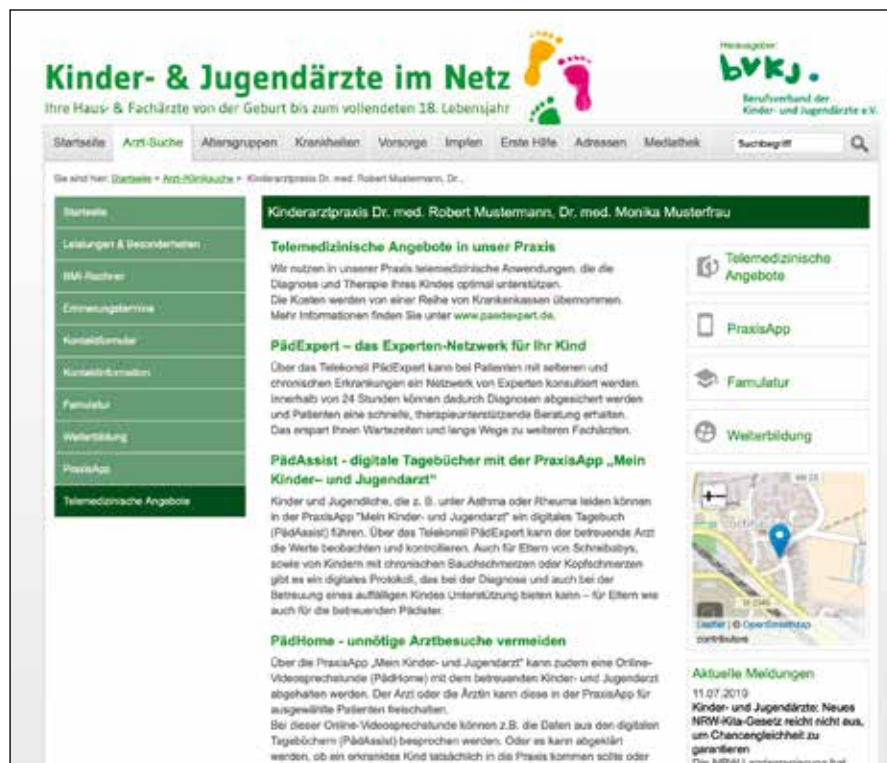 Kinder- & Jugendärzte im Netz
Ihre Haus- & Fachärzte von der Geburt bis zum vollendeten 18. Lebensjahr
Herausgeber:
bvkj.
Berufsverband der
Kinder- und Jugendärzte e.V.
Startseite Arzt-Suche Altersgruppen Krankheiten Vorsorge Impfen Erste Hilfe Adressen Mediathek Suchbegriff
Sie sind hier: Startseite > Arzt-/Kliniksuche > Kinderarztpraxis Dr. med. Robert Mustermann, Dr...
Startseite
Leistungen & Besonderheiten
BMI-Rechner
Erinnerungstermine
Kontaktformular
Kontaktinformation
Famulatur
Weiterbildung
PraxisApp
Telemedizinische Angebote
Kinderarztpraxis Dr. med. Robert Mustermann, Dr. med. Monika Musterfrau
Telemedizinische Angebote in unser Praxis
Wir nutzen in unserer Praxis telemedizinische Anwendungen, die die
Diagnose und Therapie Ihres Kindes optimal unterstützen.
Die Kosten werden von einer Reihe von Krankenkassen übernommen.
Mehr Informationen finden Sie unter www.paedexpert.de.
PädExpert – das Experten-Netzwerk für Ihr Kind
Über das Telekonsil PädExpert kann bei Patienten mit seltenen und
chronischen Erkrankungen ein Netzwerk von Experten konsultiert werden.
Innerhalb von 24 Stunden können dadurch Diagnosen abgesichert werden
und Patienten eine schnelle, therapieunterstützende Beratung erhalten.
Das erspart Ihnen Wartezeiten und lange Wege zu weiteren Fachärzten.
PädAssist - digitale Tagebücher mit der PraxisApp „Mein
Kinder– und Jugendarzt"
Kinder und Jugendliche, die z. B. unter Asthma oder Rheuma leiden können
in der PraxisApp "Mein Kinder- und Jugendarzt" ein digitales Tagebuch
(PädAssist) führen. Über das Telekonsil PädExpert kann der betreuende Arzt
die Werte beobachten und kontrollieren. Auch für Eltern von Schreibabys,
sowie von Kindern mit chronischen Bauchschmerzen oder Kopfschmerzen
gibt es ein digitales Protokoll, das bei der Diagnose und auch bei der
Betreuung eines auffälligen Kindes Unterstützung bieten kann – für Eltern wie
auch für die betreuenden Pädiater.
PädHome - unnötige Arztbesuche vermeiden
Über die PraxisApp „Mein Kinder- und Jugendarzt" kann zudem eine Online-
Videosprechstunde (PädHome) mit dem betreuenden Kinder- und Jugendarzt
abgehalten werden. Der Arzt oder die Ärztin kann diese in der PraxisApp für
ausgewählte Patienten freischalten.
Bei dieser Online-Videosprechstunde können z.B. die Daten aus den digitalen
Tagebüchern (PädAssist) besprochen werden. Oder es kann abgeklärt
werden, ob ein erkranktes Kind tatsächlich in die Praxis kommen sollte oder
Telemedizinische
Angebote
PraxisApp
Famulatur
Weiterbildung
Leaflet | © OpenStreetMap
contributors
Aktuelle Meldungen
11.07.2019
Kinder- und Jugendärzte: Neues
NRW-Kita-Gesetz reicht nicht aus,
um Chancengleichheit zu
garantieren
Die NRW-Landesregierung hat